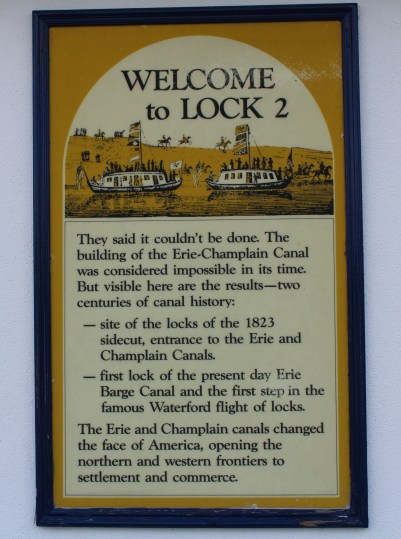 WELCOME
to LOCK 2
They said it couldn't be done. The
building of the Erie-Champlain Canal
was considered impossible in its time.
But visible here are the results—two
centuries of canal history:
— site of the locks of the 1823
sidecut, entrance to the Erie and
Champlain Canals.
— first lock of the present day Erie
Barge Canal and the first step in the
famous Waterford flight of locks.
The Erie and Champlain canals changed
the face of America, opening the
northern and western frontiers to
settlement and commerce.